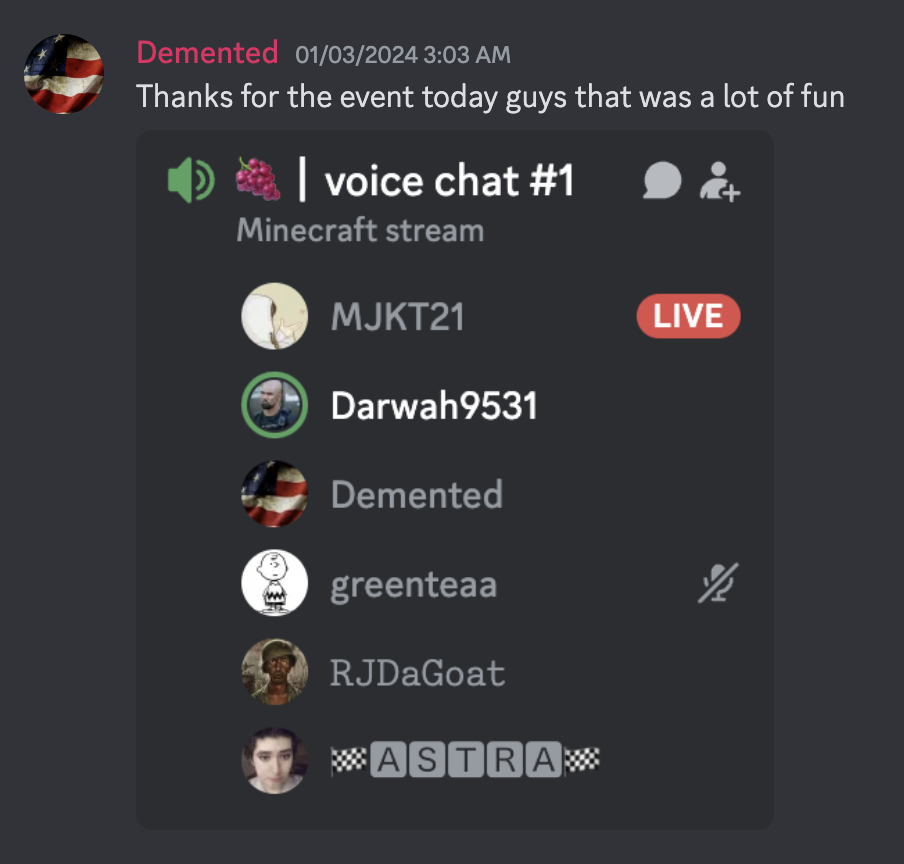 Demented 01/03/2024 3:03 AM
Thanks for the event today guys that was a lot of fun
🍇 | voice chat #1
Minecraft stream
MJKT21 LIVE
Darwah9531
Demented
greenteaa
RJDaGoat
🏁🄰🅂🅃🅁🄰🏁